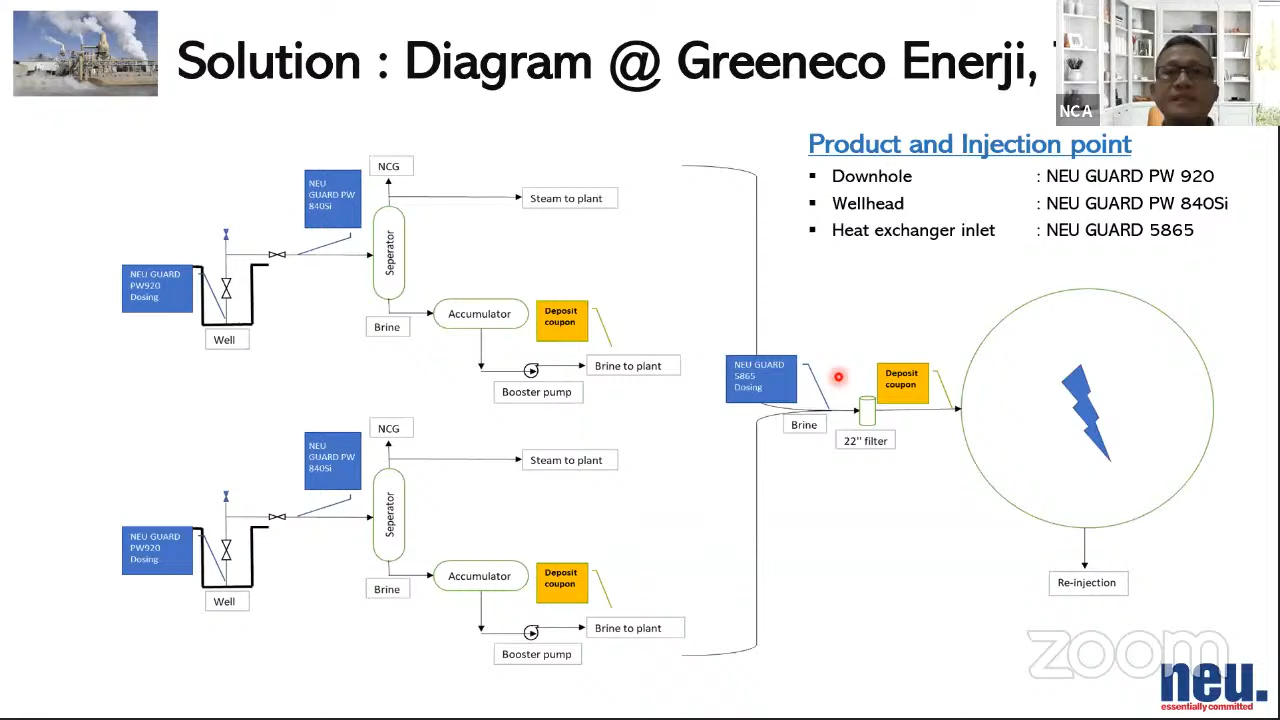 Solution : Diagram @ Greeneco Enerji,
NCA
Product and Injection point
▪ Downhole : NEU GUARD PW 920
▪ Wellhead : NEU GUARD PW 840Si
▪ Heat exchanger inlet : NEU GUARD 5865
NCG
NEU
GUARD PW
840Si
Steam to plant
Seperator
NEU GUARD
PW920
Dosing
Well
Brine
Accumulator
Deposit
coupon
Brine to plant
Booster pump
NCG
NEU
GUARD PW
840Si
Steam to plant
Seperator
NEU GUARD
PW920
Dosing
Well
Brine
Accumulator
Deposit
coupon
Brine to plant
Booster pump
NEU GUARD
5865
Dosing
Brine
22" filter
Deposit
coupon
Re-injection
zoom
neu.
essentially committed